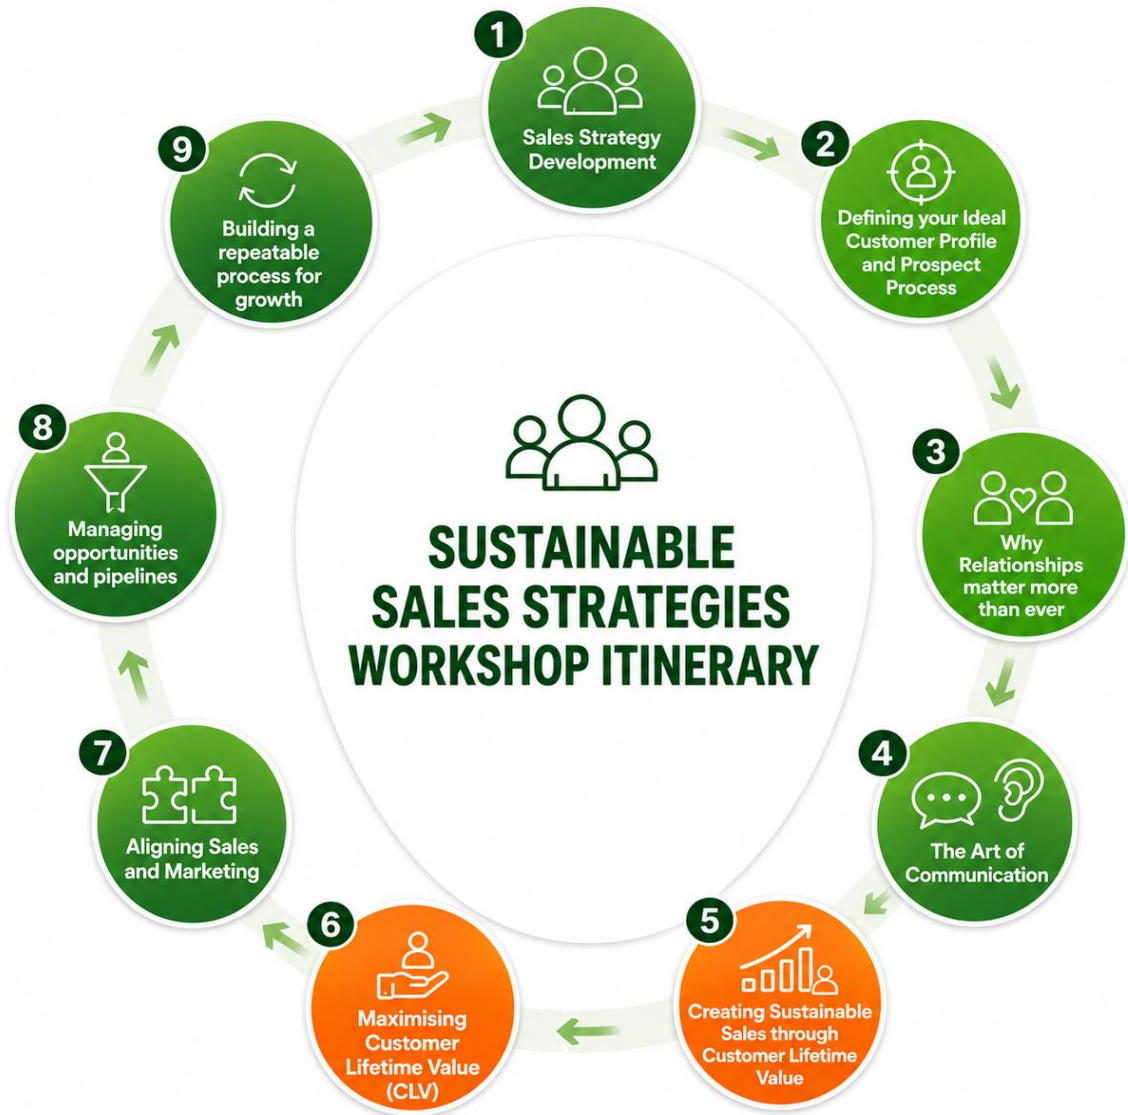 SUSTAINABLE
SALES STRATEGIES
WORKSHOP ITINERARY
1
Sales Strategy
Development
2
Defining your Ideal
Customer Profile
and Prospect
Process
3
Why
Relationships
matter more
than ever
4
The Art of
Communication
5
Creating Sustainable
Sales through
Customer Lifetime
Value
6
Maximising
Customer
Lifetime Value
(CLV)
7
Aligning Sales
and Marketing
8
Managing
opportunities
and pipelines
9
Building a
repeatable
process for
growth